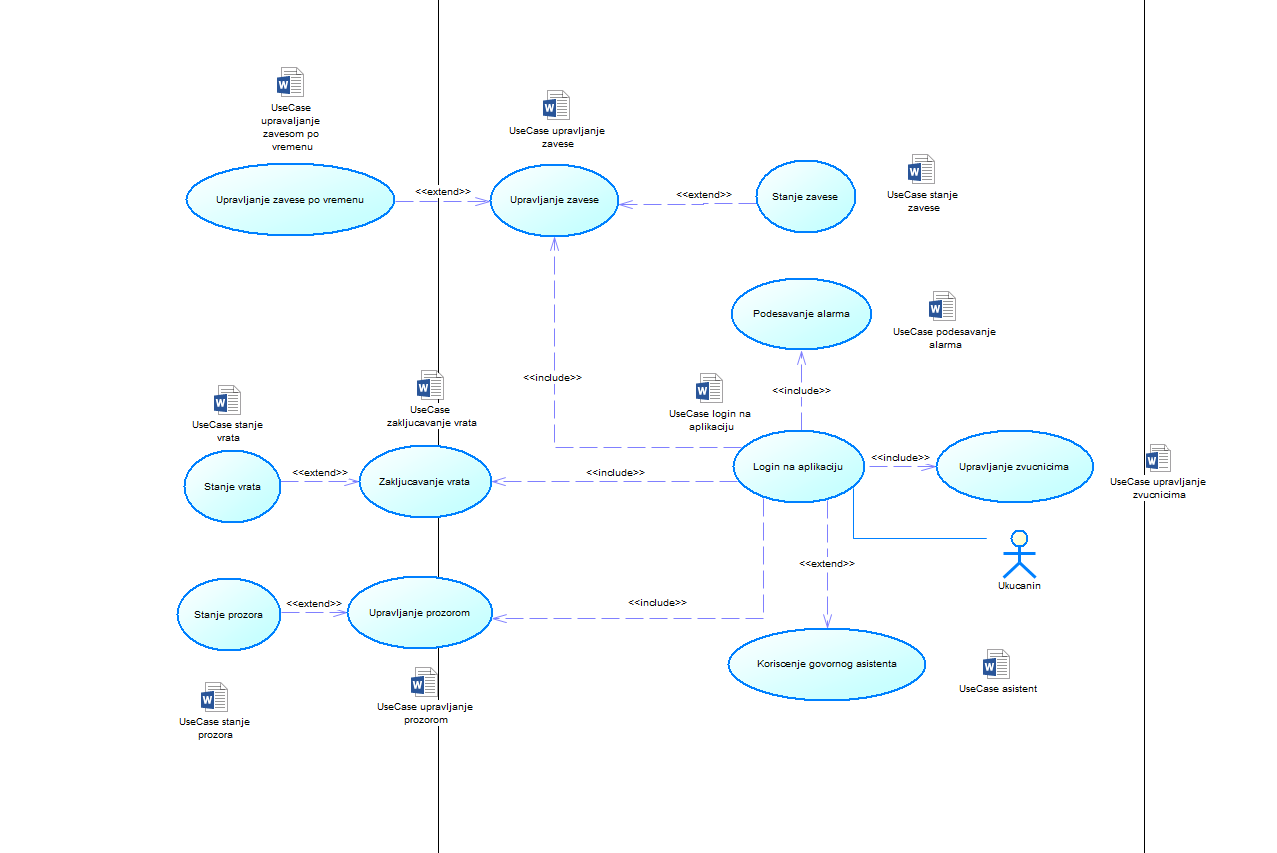 UseCase
upravaljanje
zavesom po
vremenu
UseCase upravljanje
zavese
Upravljanje zavese po vremenu
<<extend>>
Upravljanje zavese
<<extend>>
Stanje zavese
UseCase stanje
zavese
Podesavanje alarma
UseCase podesavanje
alarma
<<include>>
<<include>>
UseCase login na
aplikaciju
UseCase stanje
vrata
UseCase
zakljucavanje vrata
Stanje vrata
<<extend>>
Zakljucavanje vrata
<<include>>
Login na aplikaciju
<<include>>
Upravljanje zvucnicima
UseCase upravljanje
zvucnicima
<<extend>>
Ukucanin
Stanje prozora
<<extend>>
Upravljanje prozorom
<<include>>
Koriscenje govornog asistenta
UseCase asistent
UseCase stanje
prozora
UseCase upravljanje
prozorom